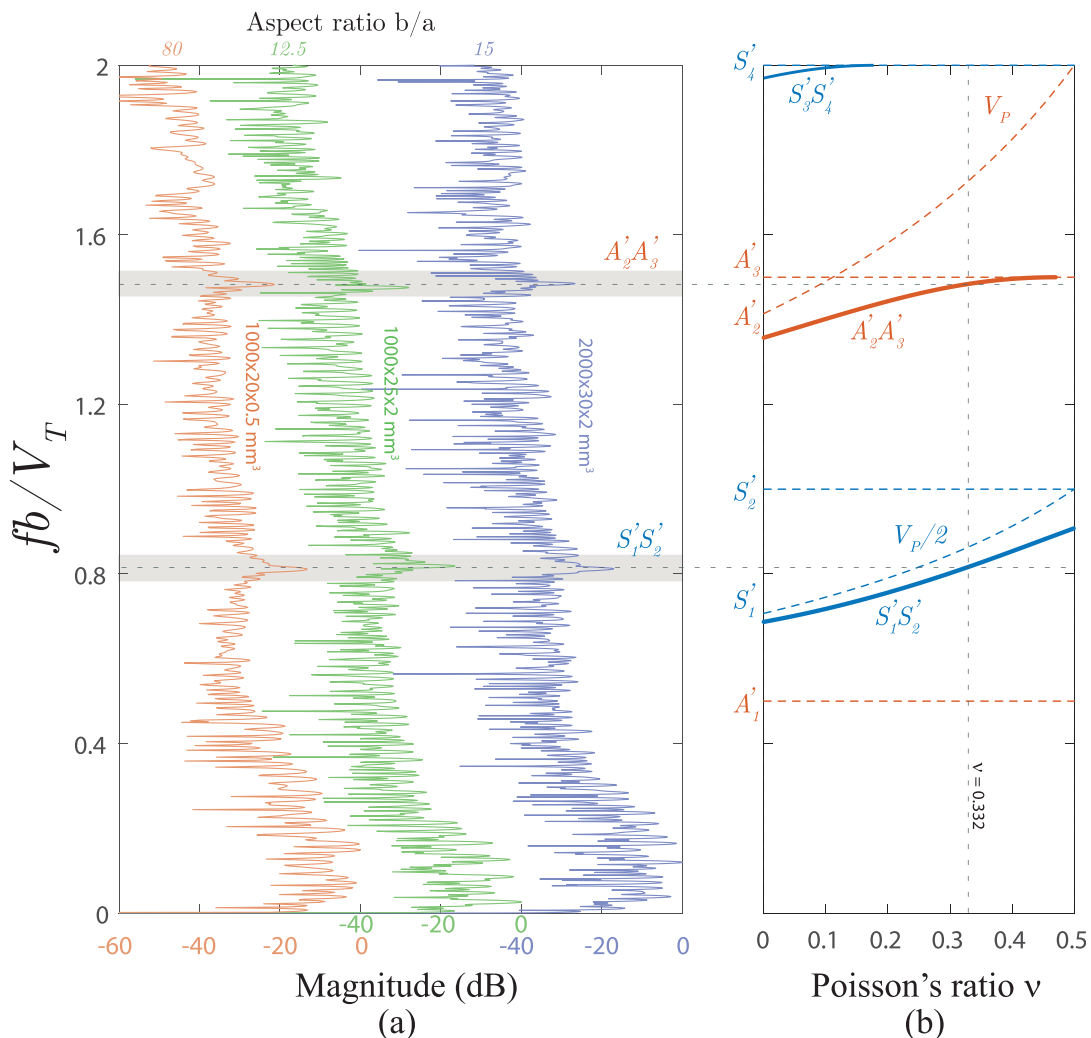 Aspect ratio b/a
80 12.5 15
2
1.6
1.2
0.8
0.4
0
fb/V_T
A'_2A'_3
S'_1S'_2
1000x20x0.5 mm³
1000x25x2 mm³
2000x30x2 mm³
-60 -40 -20 0
-40 -20 0
-40 -20 0
Magnitude (dB)
(a)
S'_4
S'_3S'_4
V_P
A'_3
A'_2
A'_2A'_3
S'_2
V_P/2
S'_1
S'_1S'_2
A'_1
ν = 0.332
0 0.1 0.2 0.3 0.4 0.5
Poisson's ratio ν
(b)